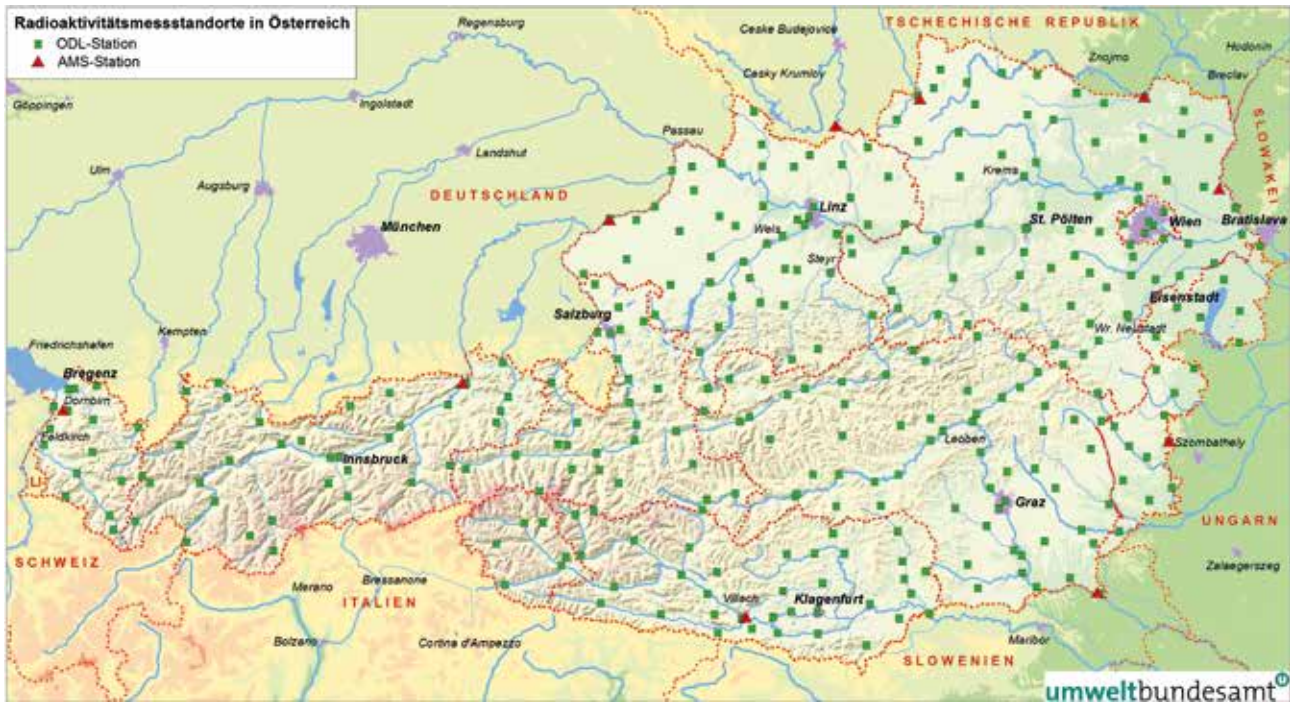 Radioaktivitätsmessstandorte in Österreich
ODL-Station
AMS-Station
TSCHECHISCHE REPUBLIK
Regensburg
Ceske Budejovice
Hodonin
Znojmo
Cesky Krumlov
Breclav
Göppingen
Ingolstadt
SLOWAKEI
Passau
Landshut
Ulm
Augsburg
Krems
DEUTSCHLAND
Linz
München
St. Pölten
Wien
Bratislava
Wels
Steyr
Eisenstadt
Salzburg
Kempten
Wr. Neustadt
Friedrichshafen
Bregenz
Dornbirn
Feldkirch
Leoben
Szombathely
Innsbruck
LI
Graz
UNGARN
SCHWEIZ
Zalaegerszeg
Bressanone
Merano
ITALIEN
Villach
Klagenfurt
Bolzano
Cortina d'Ampezzo
Maribor
SLOWENIEN
umweltbundesamt